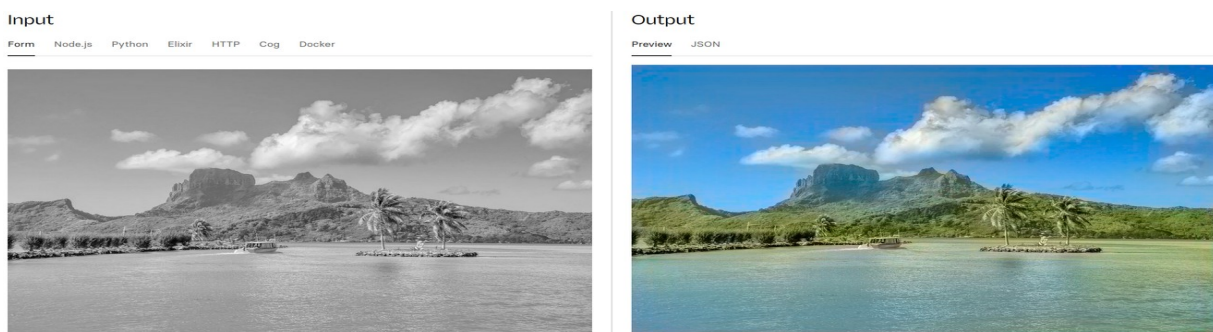 Input
Form Node.js Python Elixir HTTP Cog Docker
Output
Preview JSON